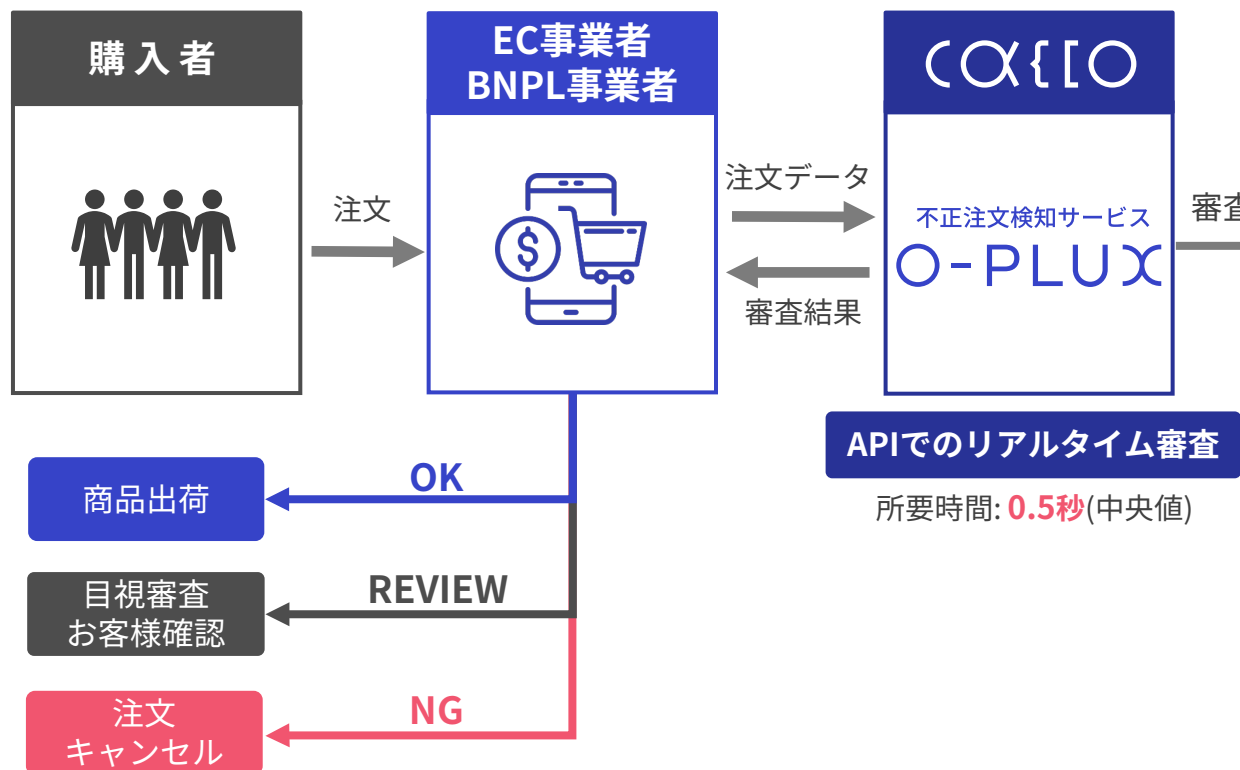 購入者
EC事業者
BNPL事業者
cacco
注文
$
注文データ
審査結果
不正注文検知サービス
O-PLUX
審査
APIでのリアルタイム審査
所要時間: 0.5秒(中央値)
OK
商品出荷
REVIEW
目視審査
お客様確認
NG
注文
キャンセル